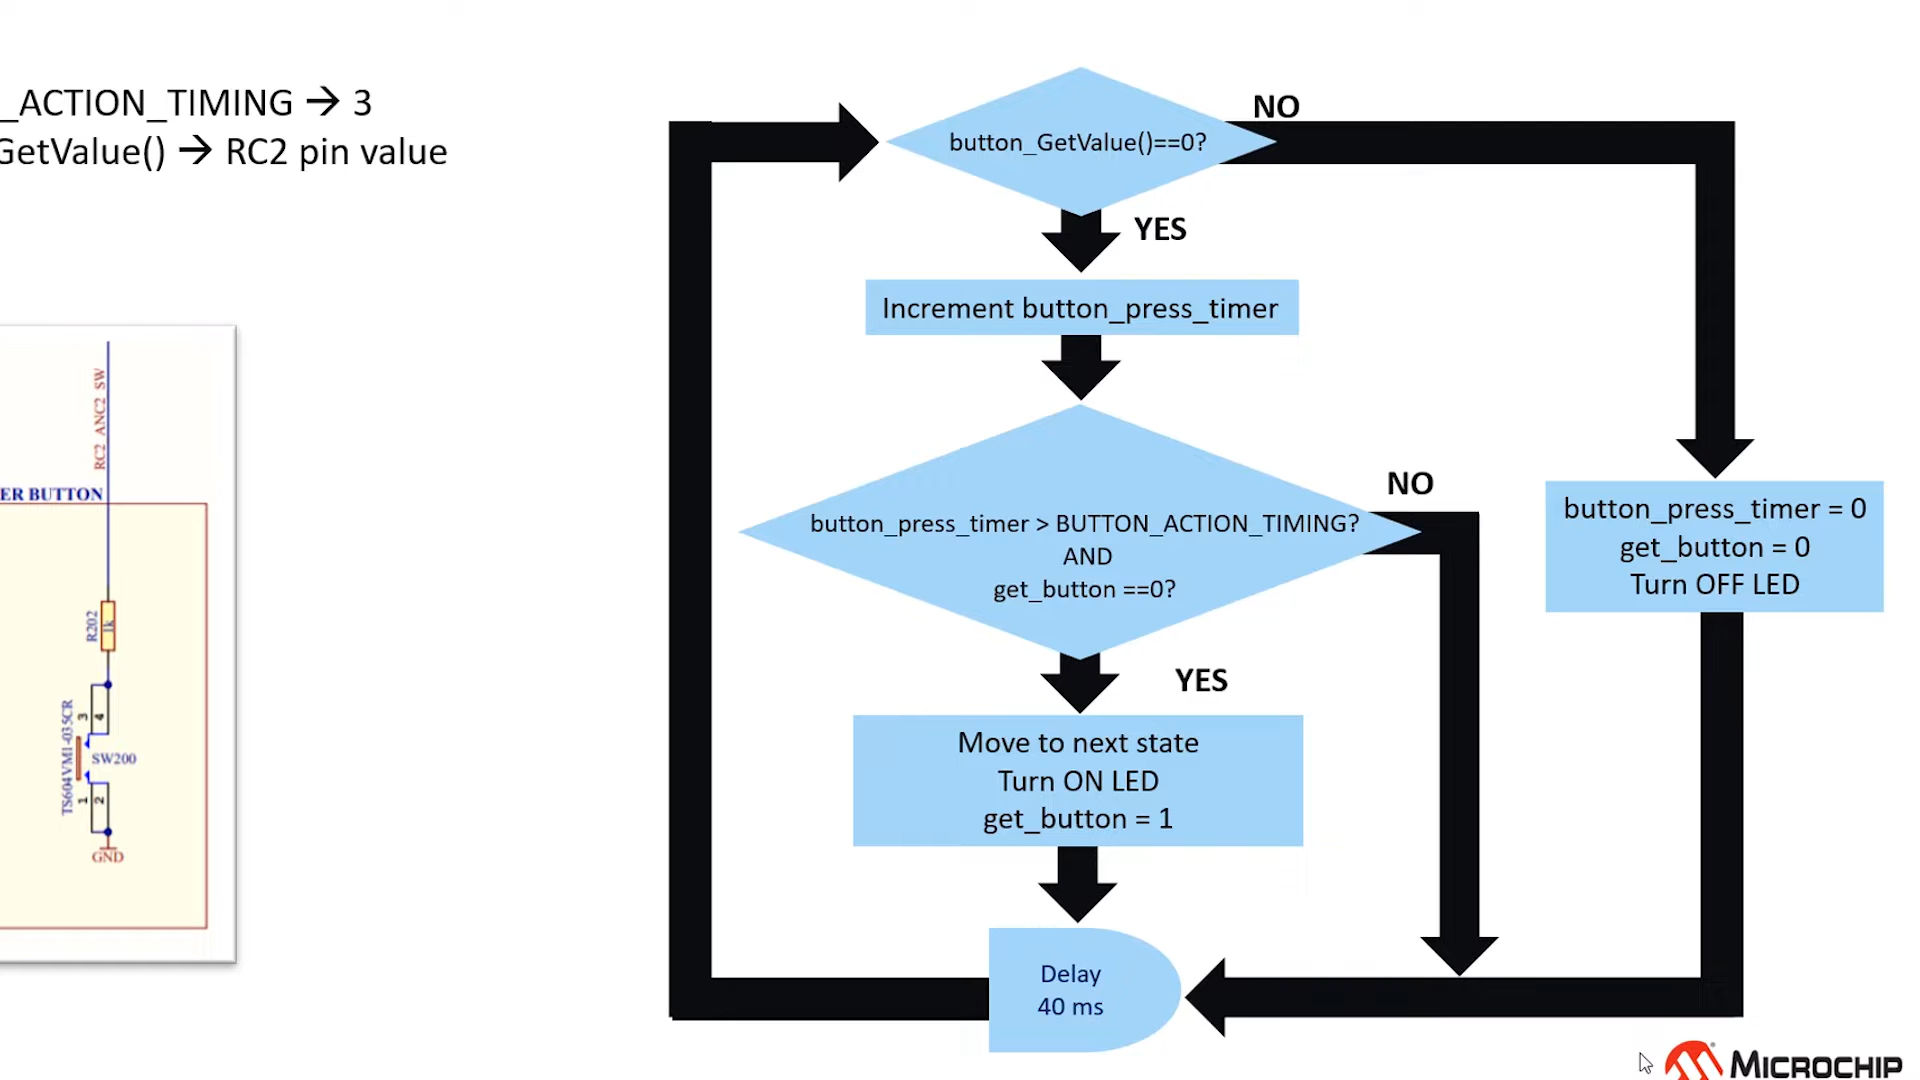 _ACTION_TIMING → 3
GetValue() → RC2 pin value
RC2_ANC2_SW
ER BUTTON
R202
1k
TS604VM1-035CR
3
4
SW200
1
2
GND
button_GetValue()==0?
NO
YES
Increment button_press_timer
button_press_timer > BUTTON_ACTION_TIMING?
AND
get_button ==0?
NO
YES
button_press_timer = 0
get_button = 0
Turn OFF LED
Move to next state
Turn ON LED
get_button = 1
Delay
40 ms
MICROCHIP